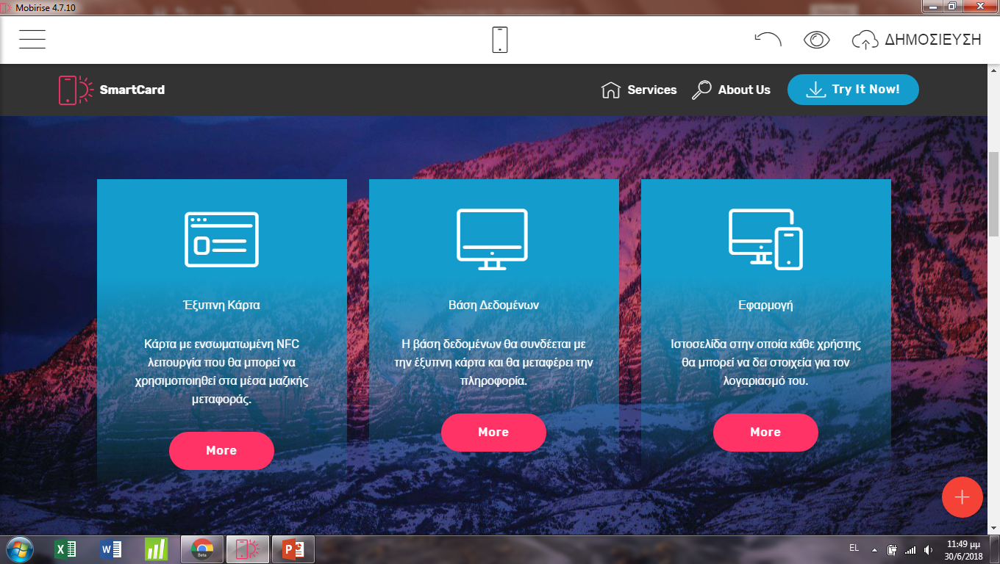 Mobirise 4.7.10
ΔΗΜΟΣΙΕΥΣΗ
SmartCard
Services
About Us
Try It Now!
Έξυπνη Κάρτα
Κάρτα με ενσωματωμένη NFC
λειτουργία που θα μπορεί να
χρησιμοποιηθεί στα μέσα μαζικής
μεταφοράς.
More
Βάση Δεδομένων
Η βάση δεδομένων θα συνδέεται με
την έξυπνη κάρτα και θα μεταφέρει την
πληροφορία.
More
Εφαρμογή
Ιστοσελίδα στην οποία κάθε χρήστης
θα μπορεί να δει στοιχεία για τον
λογαριασμό του.
More
Beta
EL
11:49 μμ
30/6/2018